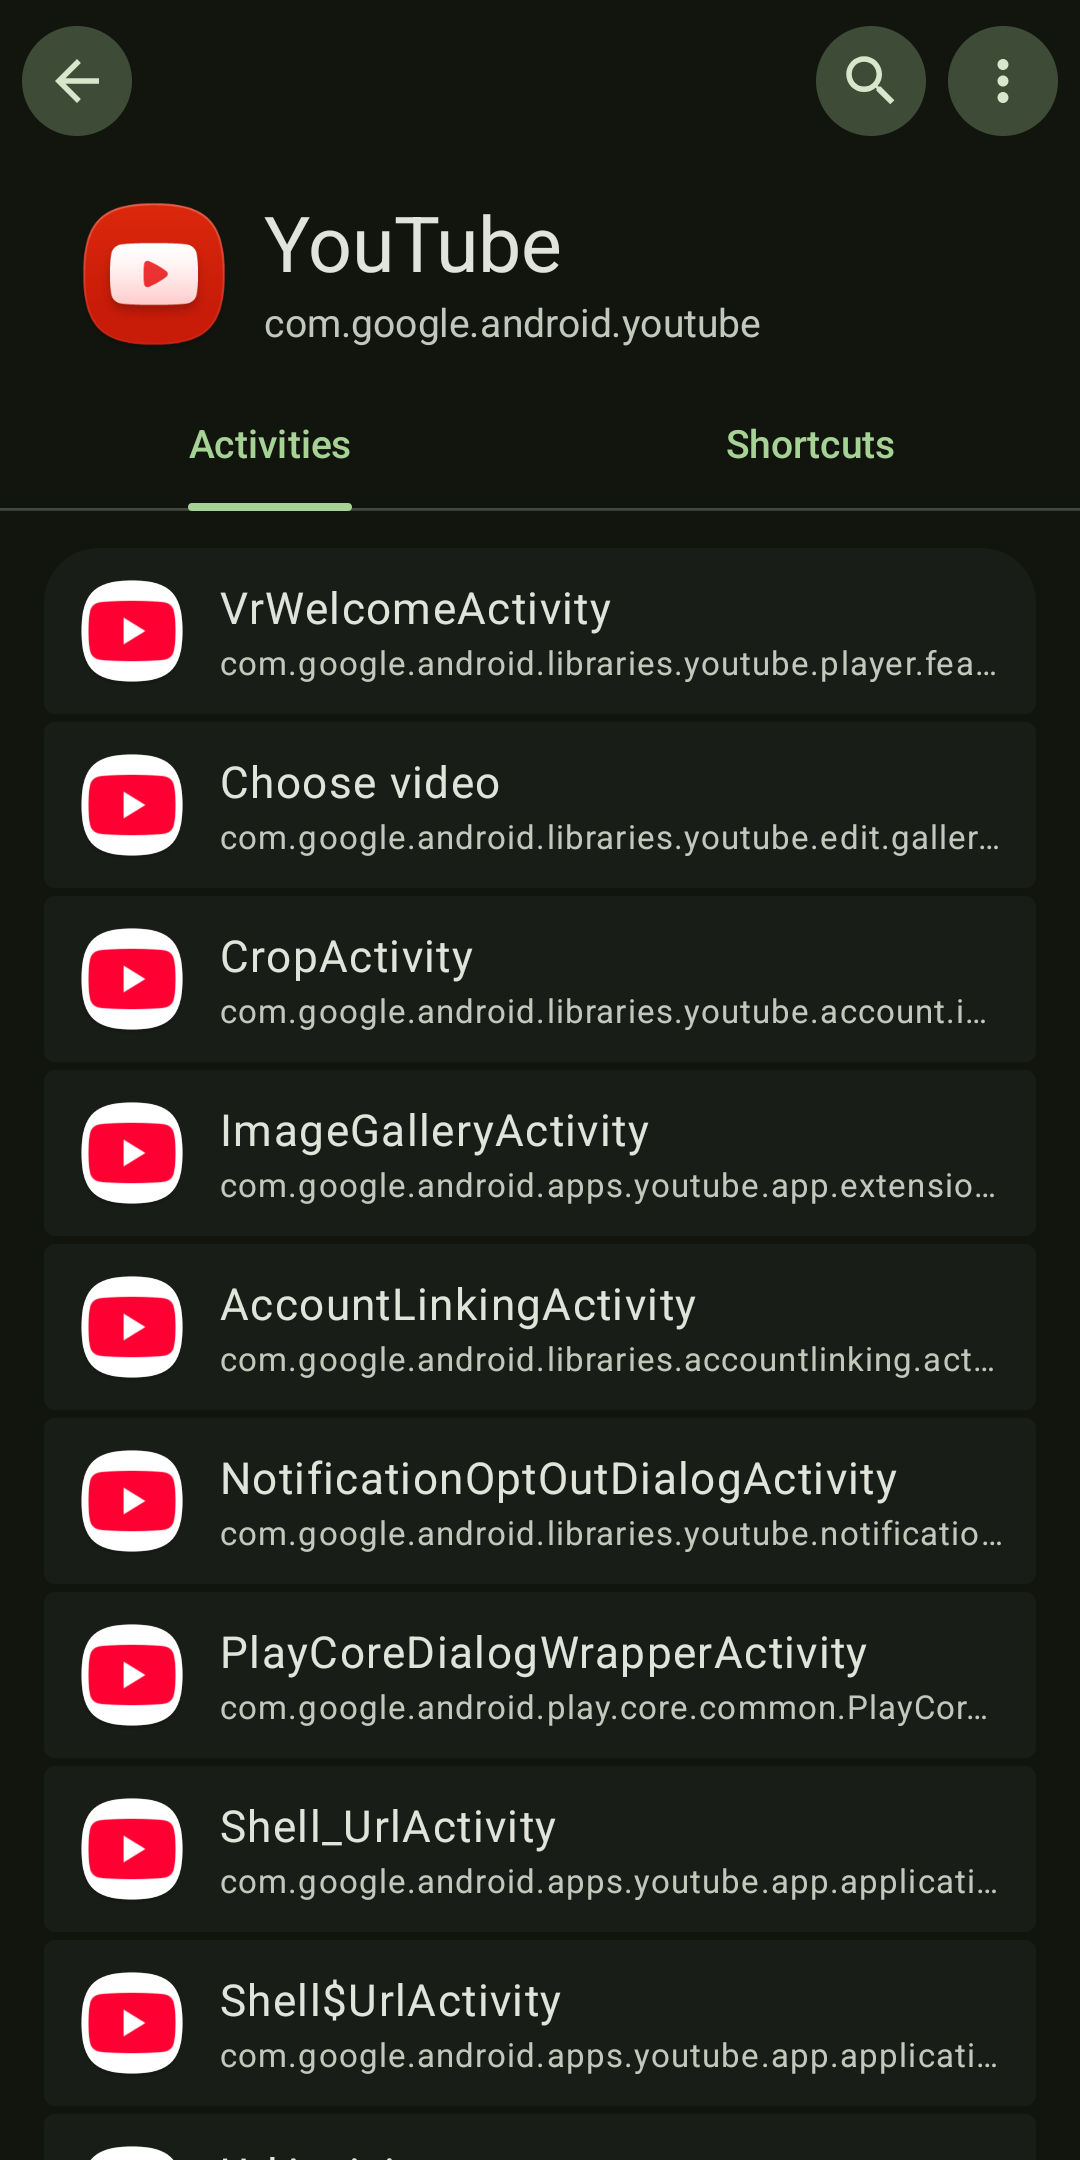 YouTube
com.google.android.youtube
Activities
Shortcuts
VrWelcomeActivity
com.google.android.libraries.youtube.player.fea…
Choose video
com.google.android.libraries.youtube.edit.galler…
CropActivity
com.google.android.libraries.youtube.account.i…
ImageGalleryActivity
com.google.android.apps.youtube.app.extensio…
AccountLinkingActivity
com.google.android.libraries.accountlinking.act…
NotificationOptOutDialogActivity
com.google.android.libraries.youtube.notificatio…
PlayCoreDialogWrapperActivity
com.google.android.play.core.common.PlayCor…
Shell_UrlActivity
com.google.android.apps.youtube.app.applicati…
Shell$UrlActivity
com.google.android.apps.youtube.app.applicati…